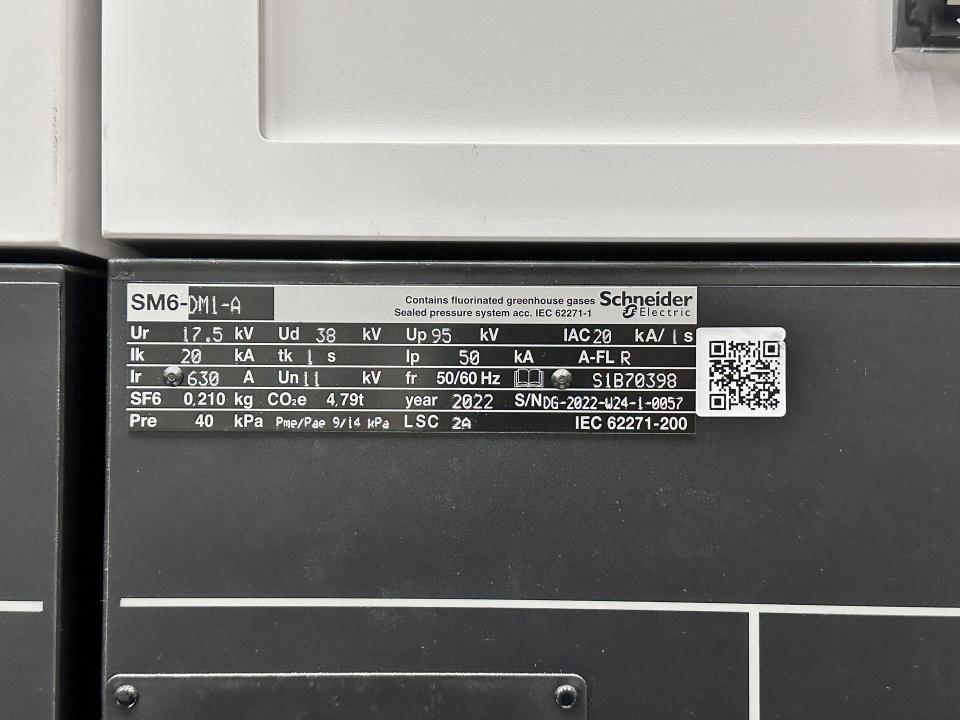 SM6-DM1-A Contains fluorinated greenhouse gases Schneider
Sealed pressure system acc. IEC 62271-1 Electric
Ur 17.5 kV Ud 38 kV Up 95 kV IAC 20 kA/ 1 s
Ik 20 kA tk 1 s Ip 50 kA A-FL R
Ir 630 A Un 11 kV fr 50/60 Hz S1B70398
SF6 0,210 kg CO2e 4,79t year 2022 S/N DG-2022-W24-1-0057
Pre 40 kPa Pme/Pae 9/14 kPa LSC 2A IEC 62271-200